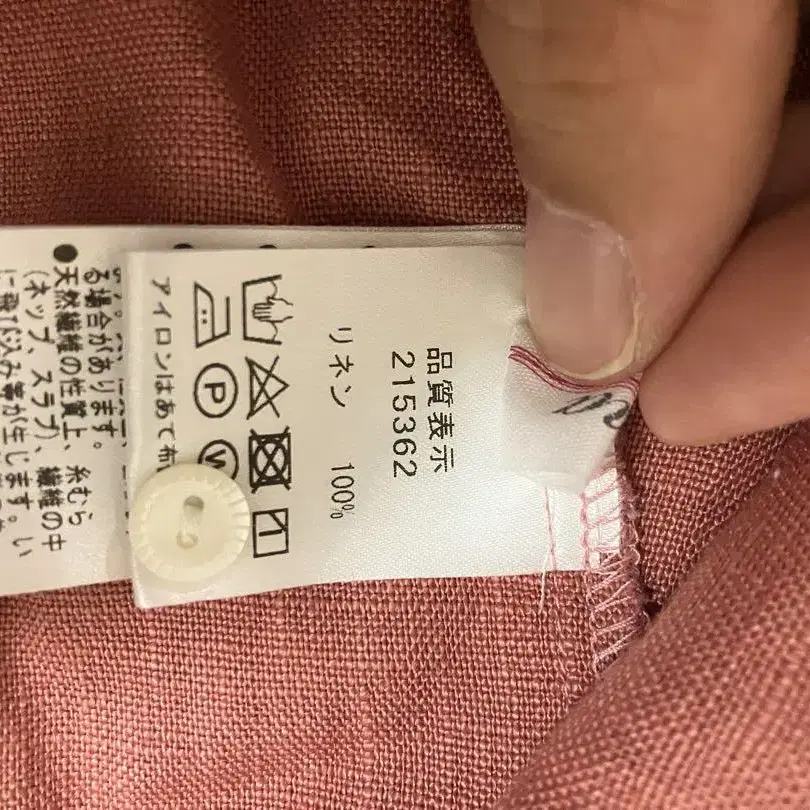 品質表示
215362
リネン 100%
P
W
アイロンはあて布
る場合があります。
●天然繊維の性質上、糸むら
(ネップ、スラブ)、繊維の中